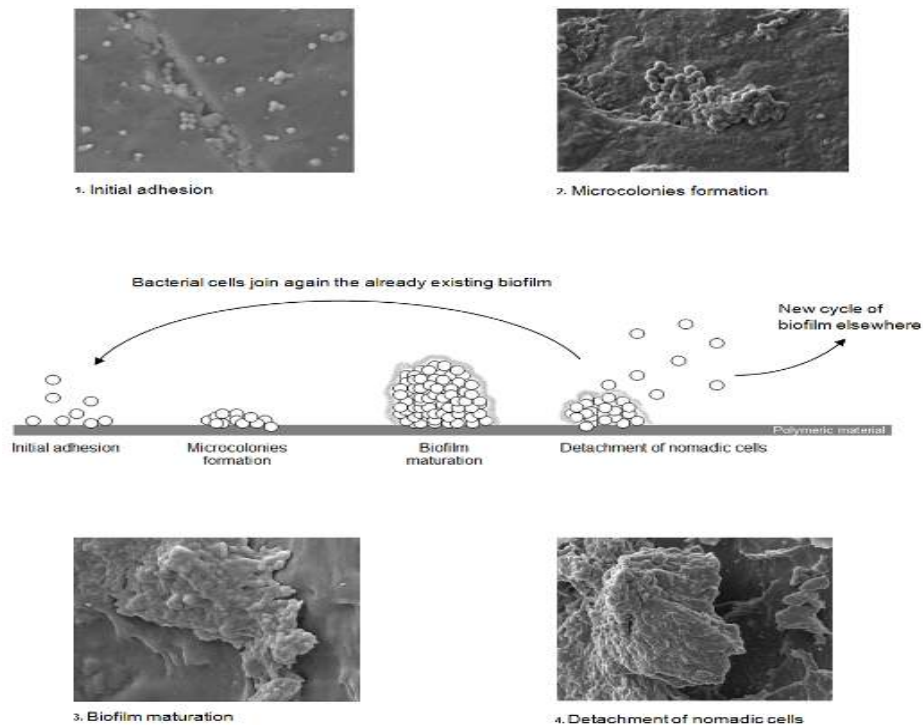 1. Initial adhesion
2. Microcolonies formation
Bacterial cells join again the already existing biofilm
New cycle of
biofilm elsewhere
Polymeric material
Initial adhesion
Microcolonies
formation
Biofilm
maturation
Detachment of nomadic cells
3. Biofilm maturation
4. Detachment of nomadic cells